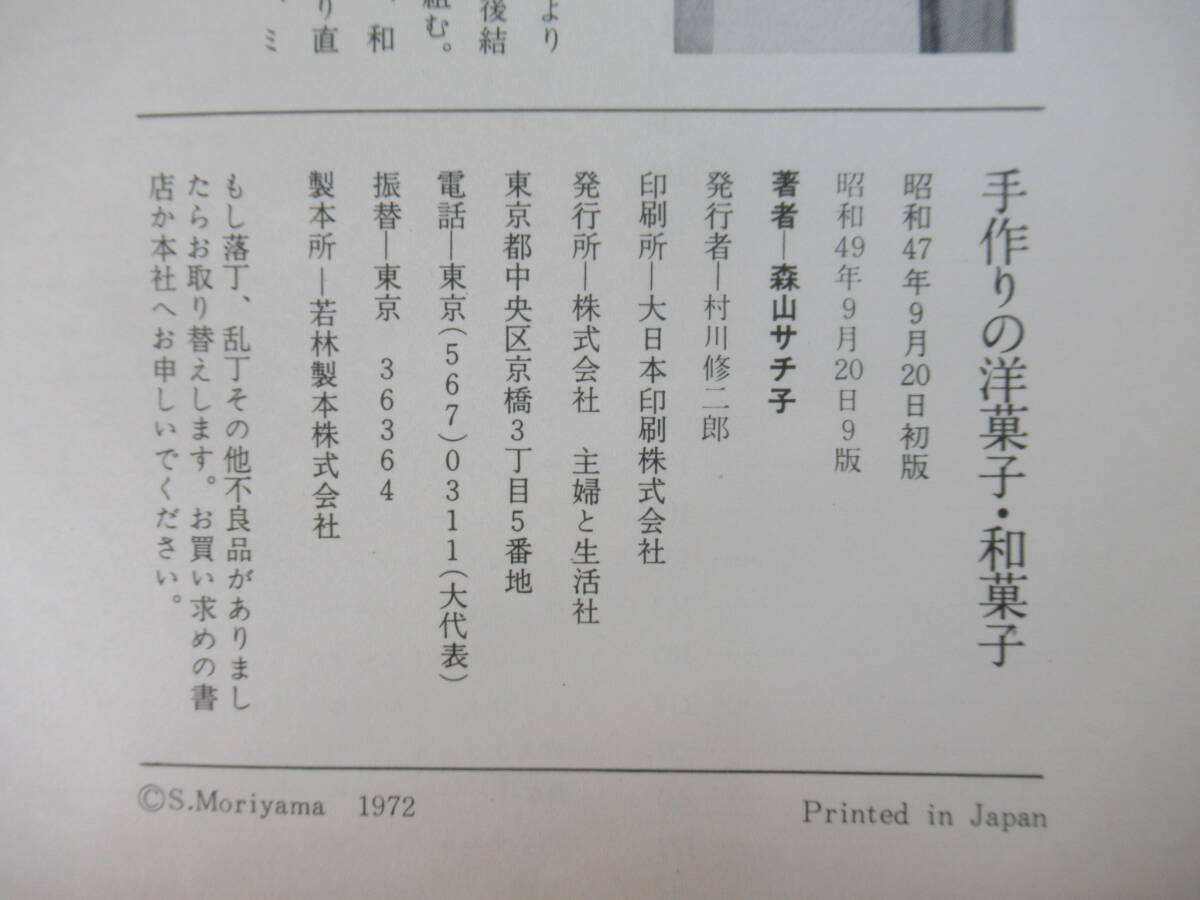 より
後結
組む。
、和
り直
、ミ
手作りの洋菓子・和菓子
昭和47年9月20日初版
昭和49年9月20日9版
著者―森山サチ子
発行者―村川修二郎
印刷所―大日本印刷株式会社
発行所―株式会社　主婦と生活社
東京都中央区京橋3丁目5番地
電話―東京(567)0311(大代表)
振替―東京　36364
製本所―若林製本株式会社
もし落丁、乱丁その他不良品がありまし
たらお取り替えします。お買い求めの書
店か本社へお申しいでください。
©S.Moriyama 1972
Printed in Japan